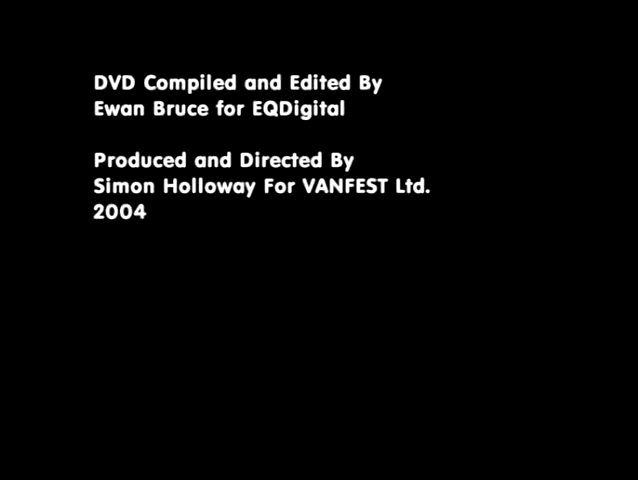 DVD Compiled and Edited By
Ewan Bruce for EQDigital
Produced and Directed By
Simon Holloway For VANFEST Ltd.
2004